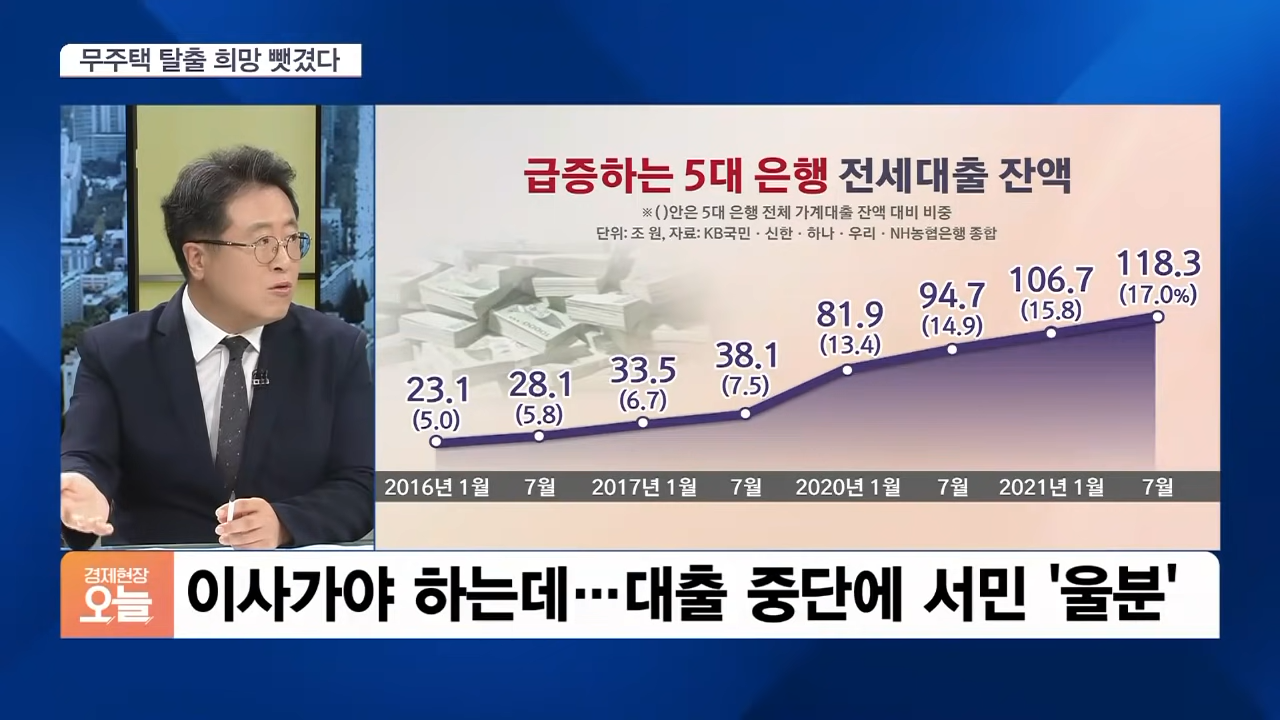 무주택 탈출 희망 뺏겼다
급증하는 5대 은행 전세대출 잔액
※( )안은 5대 은행 전체 가계대출 잔액 대비 비중
단위: 조 원, 자료: KB국민 · 신한 · 하나 · 우리 · NH농협은행 종합
23.1 28.1 33.5 38.1 81.9 94.7 106.7 118.3
(5.0) (5.8) (6.7) (7.5) (13.4) (14.9) (15.8) (17.0%)
2016년 1월 7월 2017년 1월 7월 2020년 1월 7월 2021년 1월 7월
경제현장
오늘
이사가야 하는데…대출 중단에 서민 '울분'